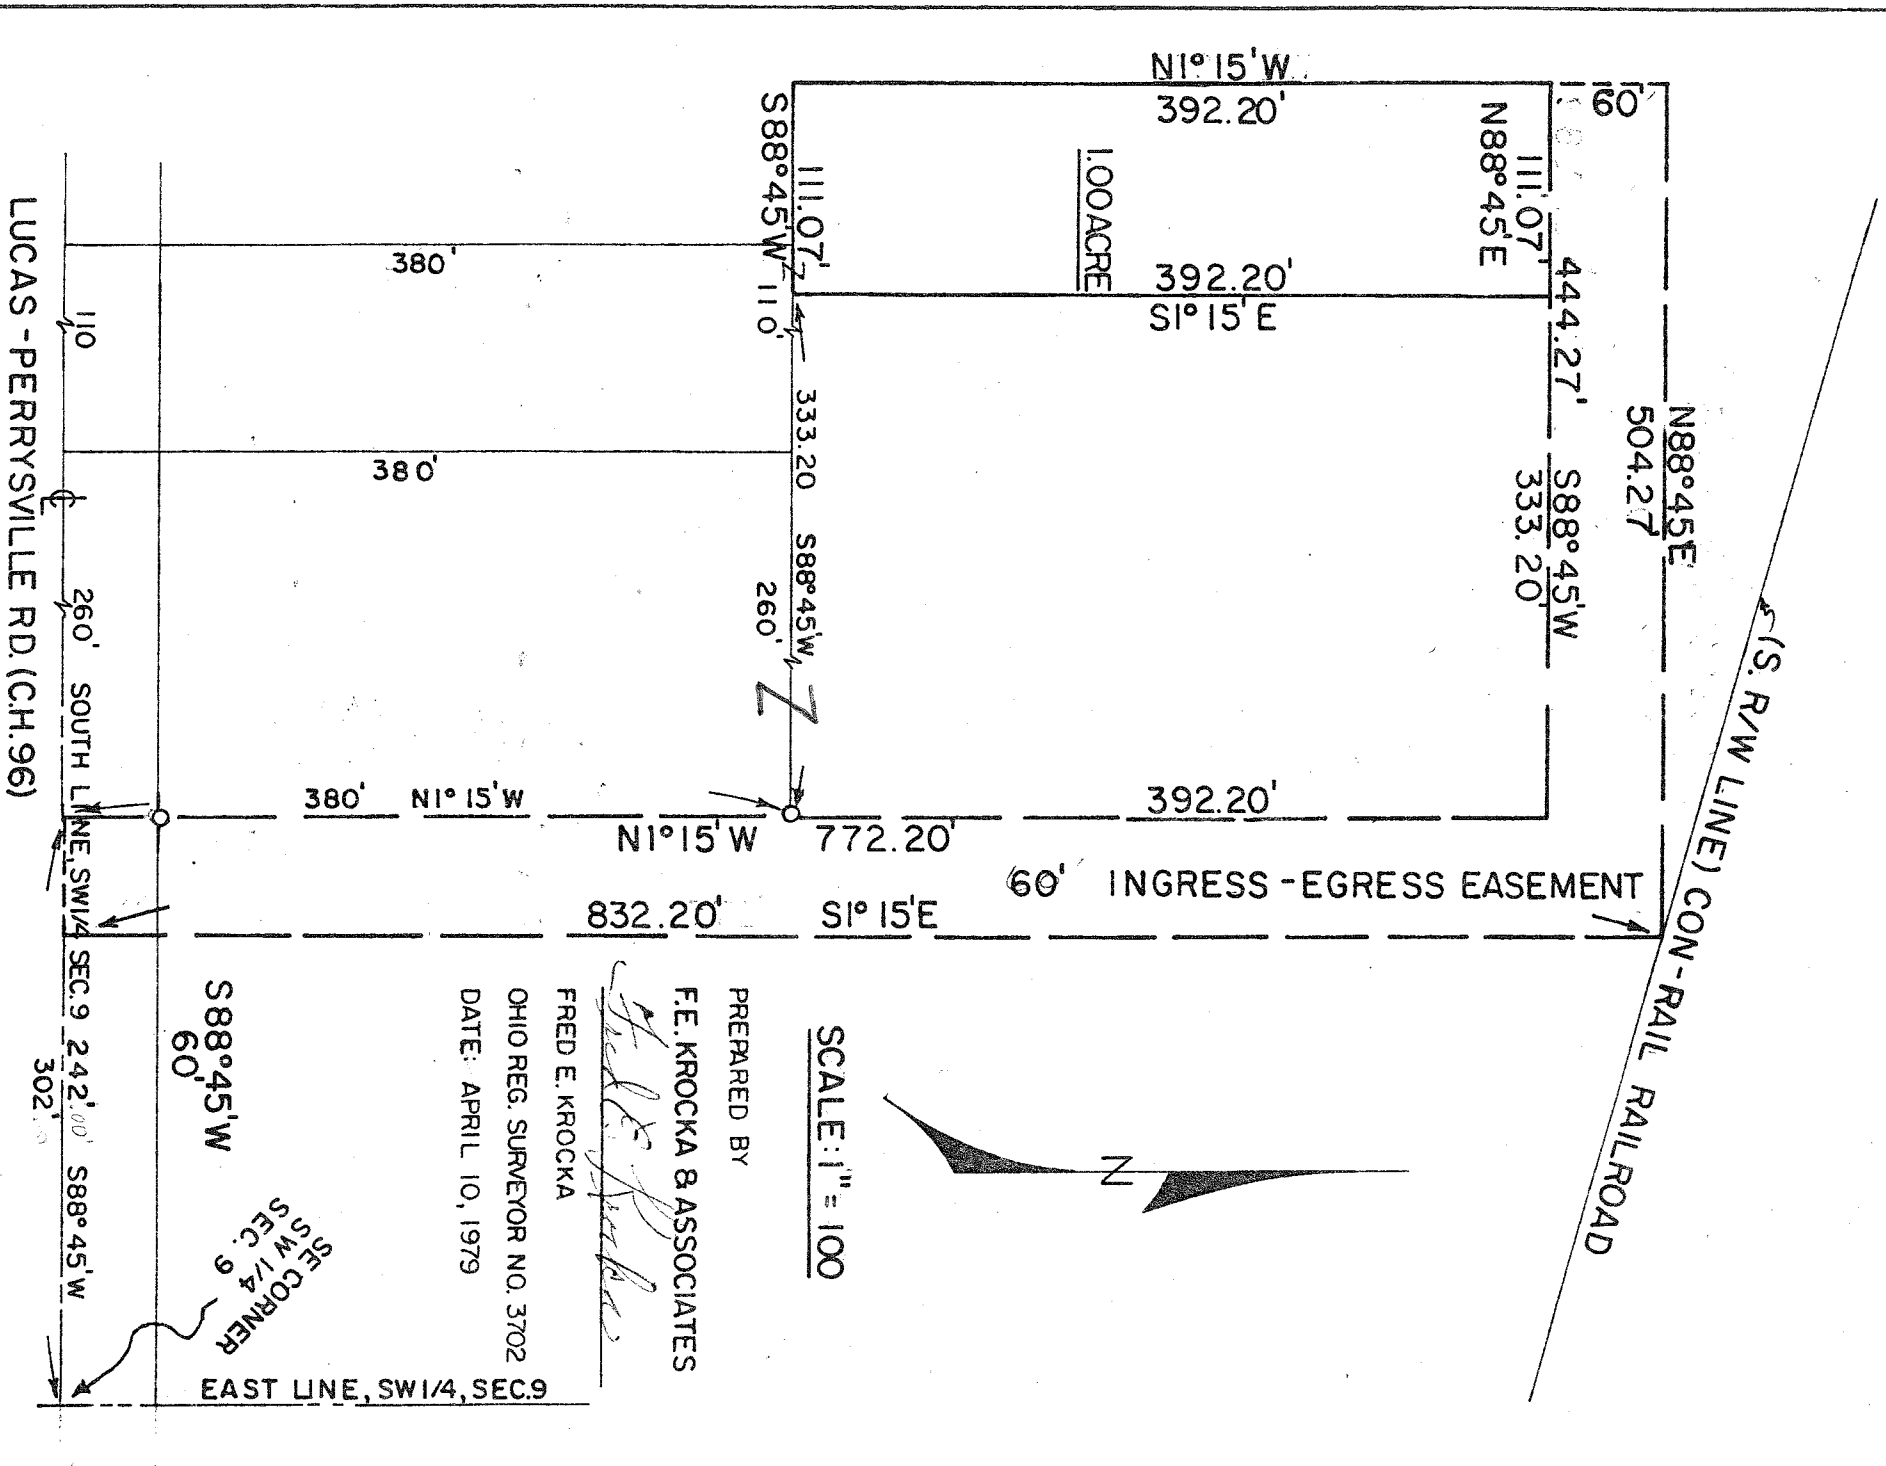 N1°15'W
392.20'
60'
N88°45'E
111.07'
S88°45'W
111.07'
1.00 ACRE
392.20'
S1°15'E
444.27'
N88°45'E
504.27'
S88°45'W
333.20'
(S. R/W LINE) CON-RAIL RAILROAD
110'
333.20
S88°45'W
260'
Z
380'
380'
110
LUCAS-PERRYSVILLE RD. (C.H.96)
260'
SOUTH LINE, SW1/4 SEC.9 242'.00' S88°45'W
302'
380' N1°15'W
392.20'
N1°15'W 772.20'
60' INGRESS-EGRESS EASEMENT
832.20' S1°15'E
S88°45'W
60'
SE CORNER
SW 1/4
SEC. 9
EAST LINE, SW1/4, SEC.9
N
SCALE: 1" = 100
PREPARED BY
F.E. KROCKA & ASSOCIATES
Fred E. Krocka
FRED E. KROCKA
OHIO REG. SURVEYOR NO. 3702
DATE: APRIL 10, 1979